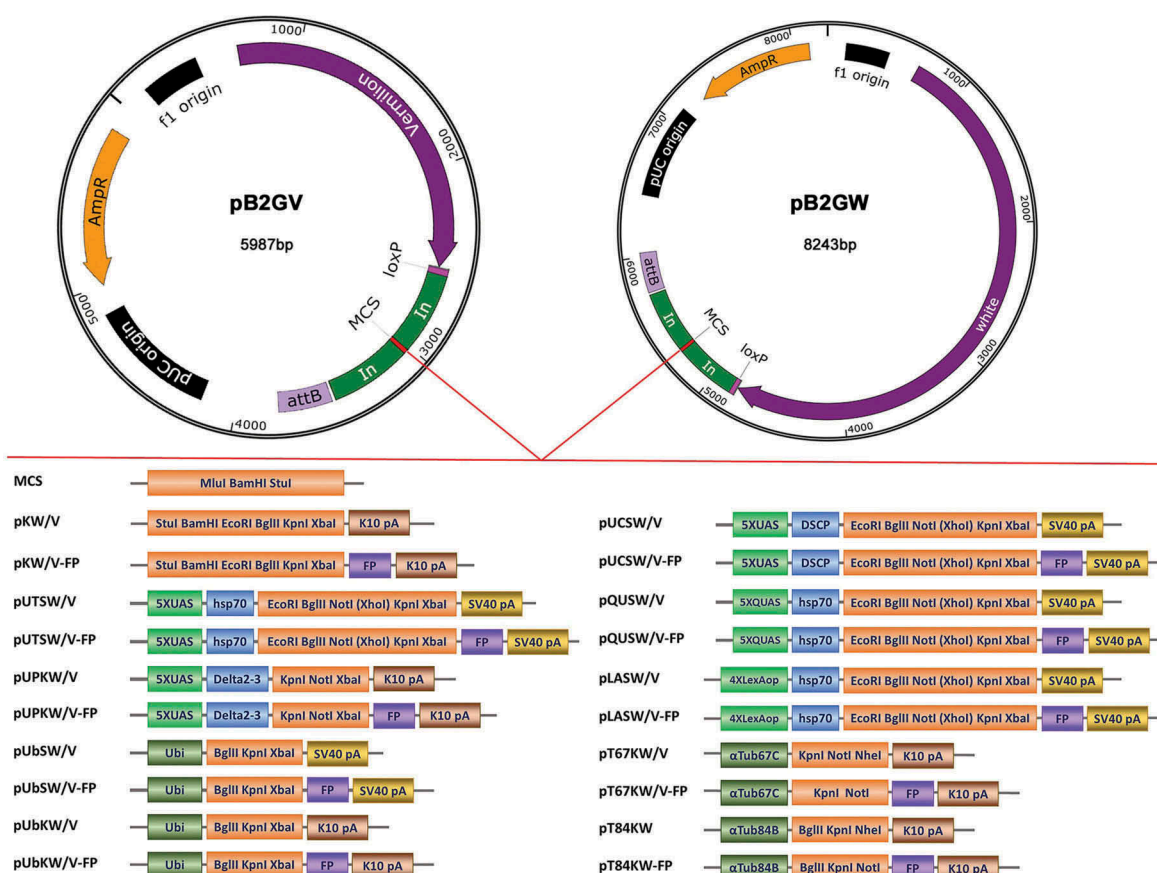 1000
2000
3000
4000
5000
f1 origin
Vermilion
AmpR
pB2GV
5987bp
loxP
MCS
In
In
attB
pUC origin
8000
1000
2000
3000
4000
5000
6000
7000
AmpR
f1 origin
pUC origin
pB2GW
8243bp
attB
MCS
In
In
loxP
white
MCS MluI BamHI StuI
pKW/V StuI BamHI EcoRI BglII KpnI XbaI K10 pA
pKW/V-FP StuI BamHI EcoRI BglII KpnI XbaI FP K10 pA
pUTSW/V 5XUAS hsp70 EcoRI BglII NotI (XhoI) KpnI XbaI SV40 pA
pUTSW/V-FP 5XUAS hsp70 EcoRI BglII NotI (XhoI) KpnI XbaI FP SV40 pA
pUPKW/V 5XUAS Delta2-3 KpnI NotI XbaI K10 pA
pUPKW/V-FP 5XUAS Delta2-3 KpnI NotI XbaI FP K10 pA
pUbSW/V Ubi BglII KpnI XbaI SV40 pA
pUbSW/V-FP Ubi BglII KpnI XbaI FP SV40 pA
pUbKW/V Ubi BglII KpnI XbaI K10 pA
pUbKW/V-FP Ubi BglII KpnI XbaI FP K10 pA
pUCSW/V 5XUAS DSCP EcoRI BglII NotI (XhoI) KpnI XbaI SV40 pA
pUCSW/V-FP 5XUAS DSCP EcoRI BglII NotI (XhoI) KpnI XbaI FP SV40 pA
pQUSW/V 5XQUAS hsp70 EcoRI BglII NotI (XhoI) KpnI XbaI SV40 pA
pQUSW/V-FP 5XQUAS hsp70 EcoRI BglII NotI (XhoI) KpnI XbaI FP SV40 pA
pLASW/V 4XLexAop hsp70 EcoRI BglII NotI (XhoI) KpnI XbaI SV40 pA
pLASW/V-FP 4XLexAop hsp70 EcoRI BglII NotI (XhoI) KpnI XbaI FP SV40 pA
pT67KW/V αTub67C KpnI NotI NheI K10 pA
pT67KW/V-FP αTub67C KpnI NotI FP K10 pA
pT84KW αTub84B BglII KpnI NheI K10 pA
pT84KW-FP αTub84B BglII KpnI NotI FP K10 pA